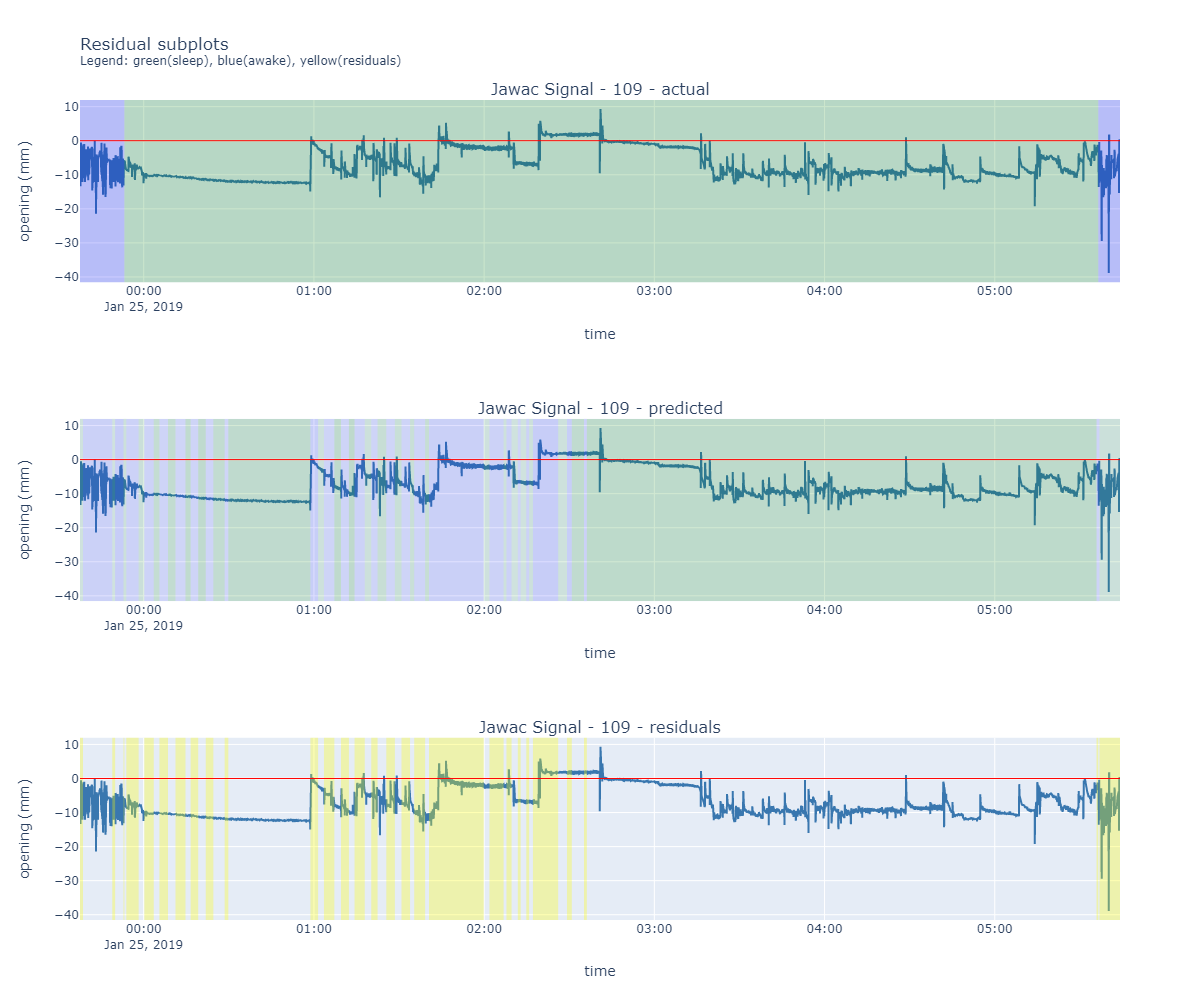 Residual subplots
Legend: green(sleep), blue(awake), yellow(residuals)
Jawac Signal - 109 - actual
10
0
−10
−20
−30
−40
opening (mm)
00:00 01:00 02:00 03:00 04:00 05:00
Jan 25, 2019
time
Jawac Signal - 109 - predicted
10
0
−10
−20
−30
−40
opening (mm)
00:00 01:00 02:00 03:00 04:00 05:00
Jan 25, 2019
time
Jawac Signal - 109 - residuals
10
0
−10
−20
−30
−40
opening (mm)
00:00 01:00 02:00 03:00 04:00 05:00
Jan 25, 2019
time